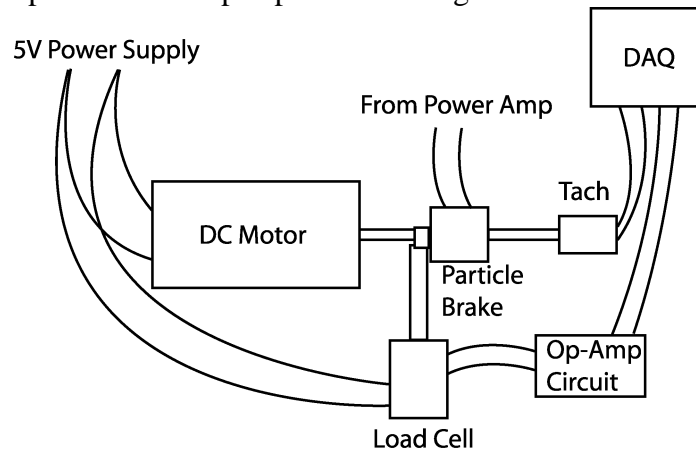 5V Power Supply
DAQ
From Power Amp
Tach
DC Motor
Particle
Brake
Op-Amp
Circuit
Load Cell